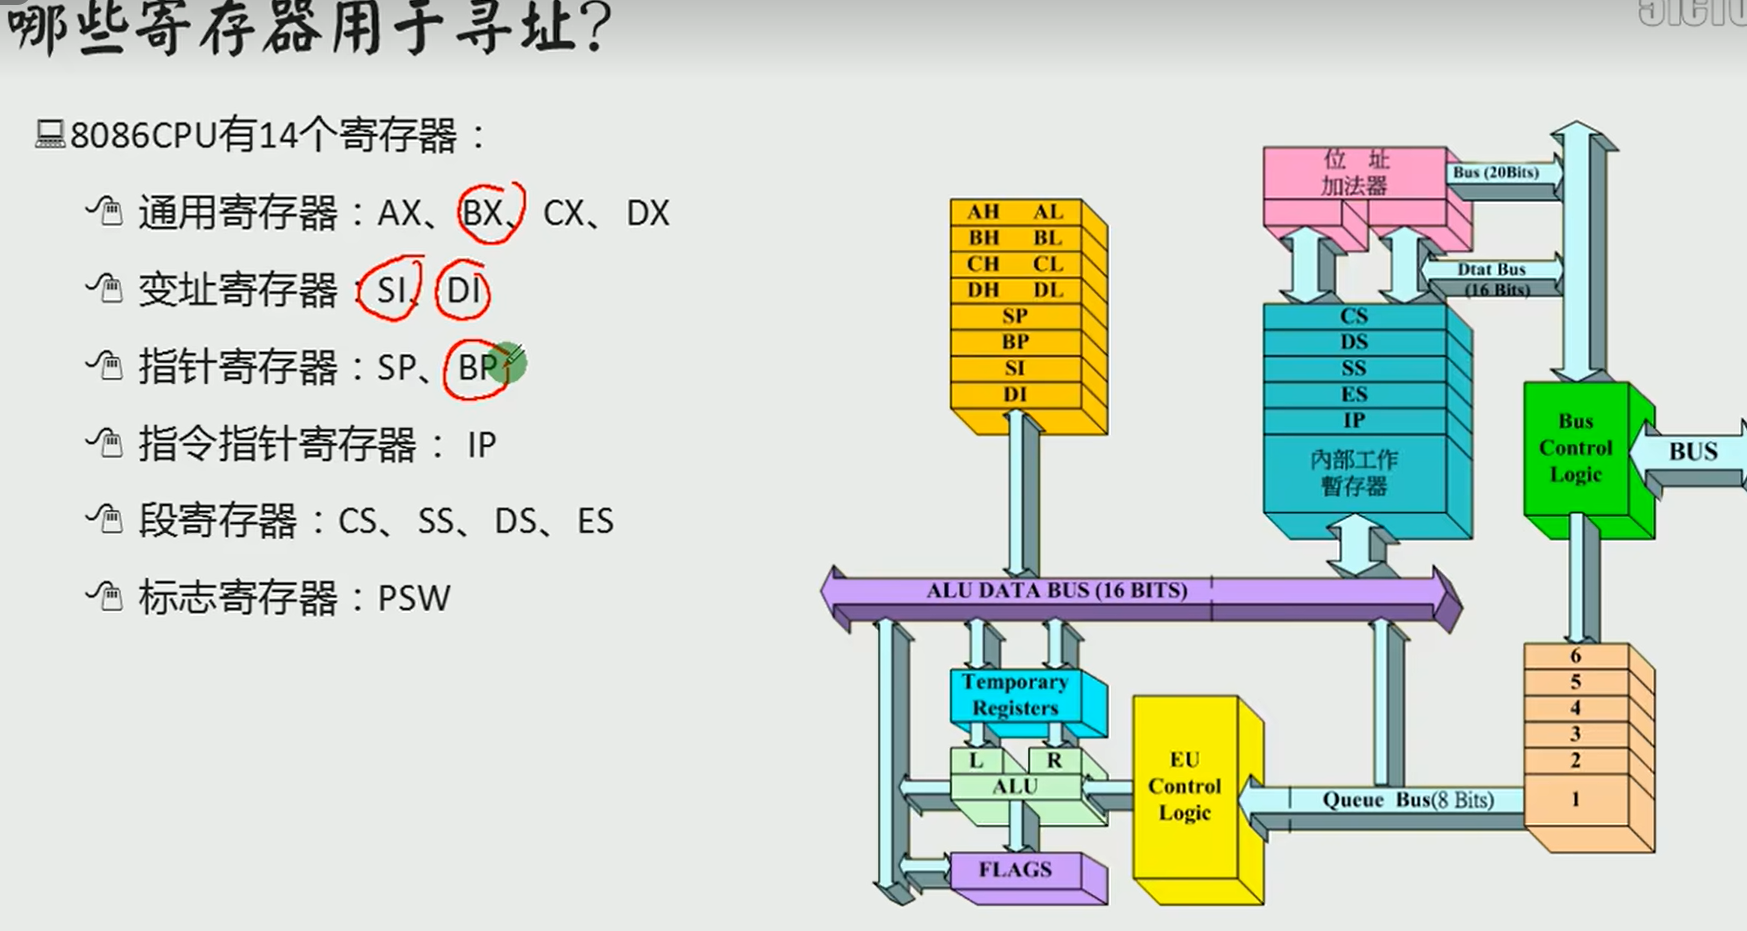 哪些寄存器用于寻址?
8086CPU有14个寄存器：
通用寄存器：AX、BX、CX、DX
变址寄存器：SI、DI
指针寄存器：SP、BP
指令指针寄存器： IP
段寄存器：CS、SS、DS、ES
标志寄存器：PSW
AH AL
BH BL
CH CL
DH DL
SP
BP
SI
DI
位 址
加法器
Bus (20Bits)
Dtat Bus
(16 Bits)
CS
DS
SS
ES
IP
內部工作
暫存器
Bus
Control
Logic
BUS
ALU DATA BUS (16 BITS)
Temporary
Registers
L R
ALU
FLAGS
EU
Control
Logic
Queue Bus(8 Bits)
6
5
4
3
2
1